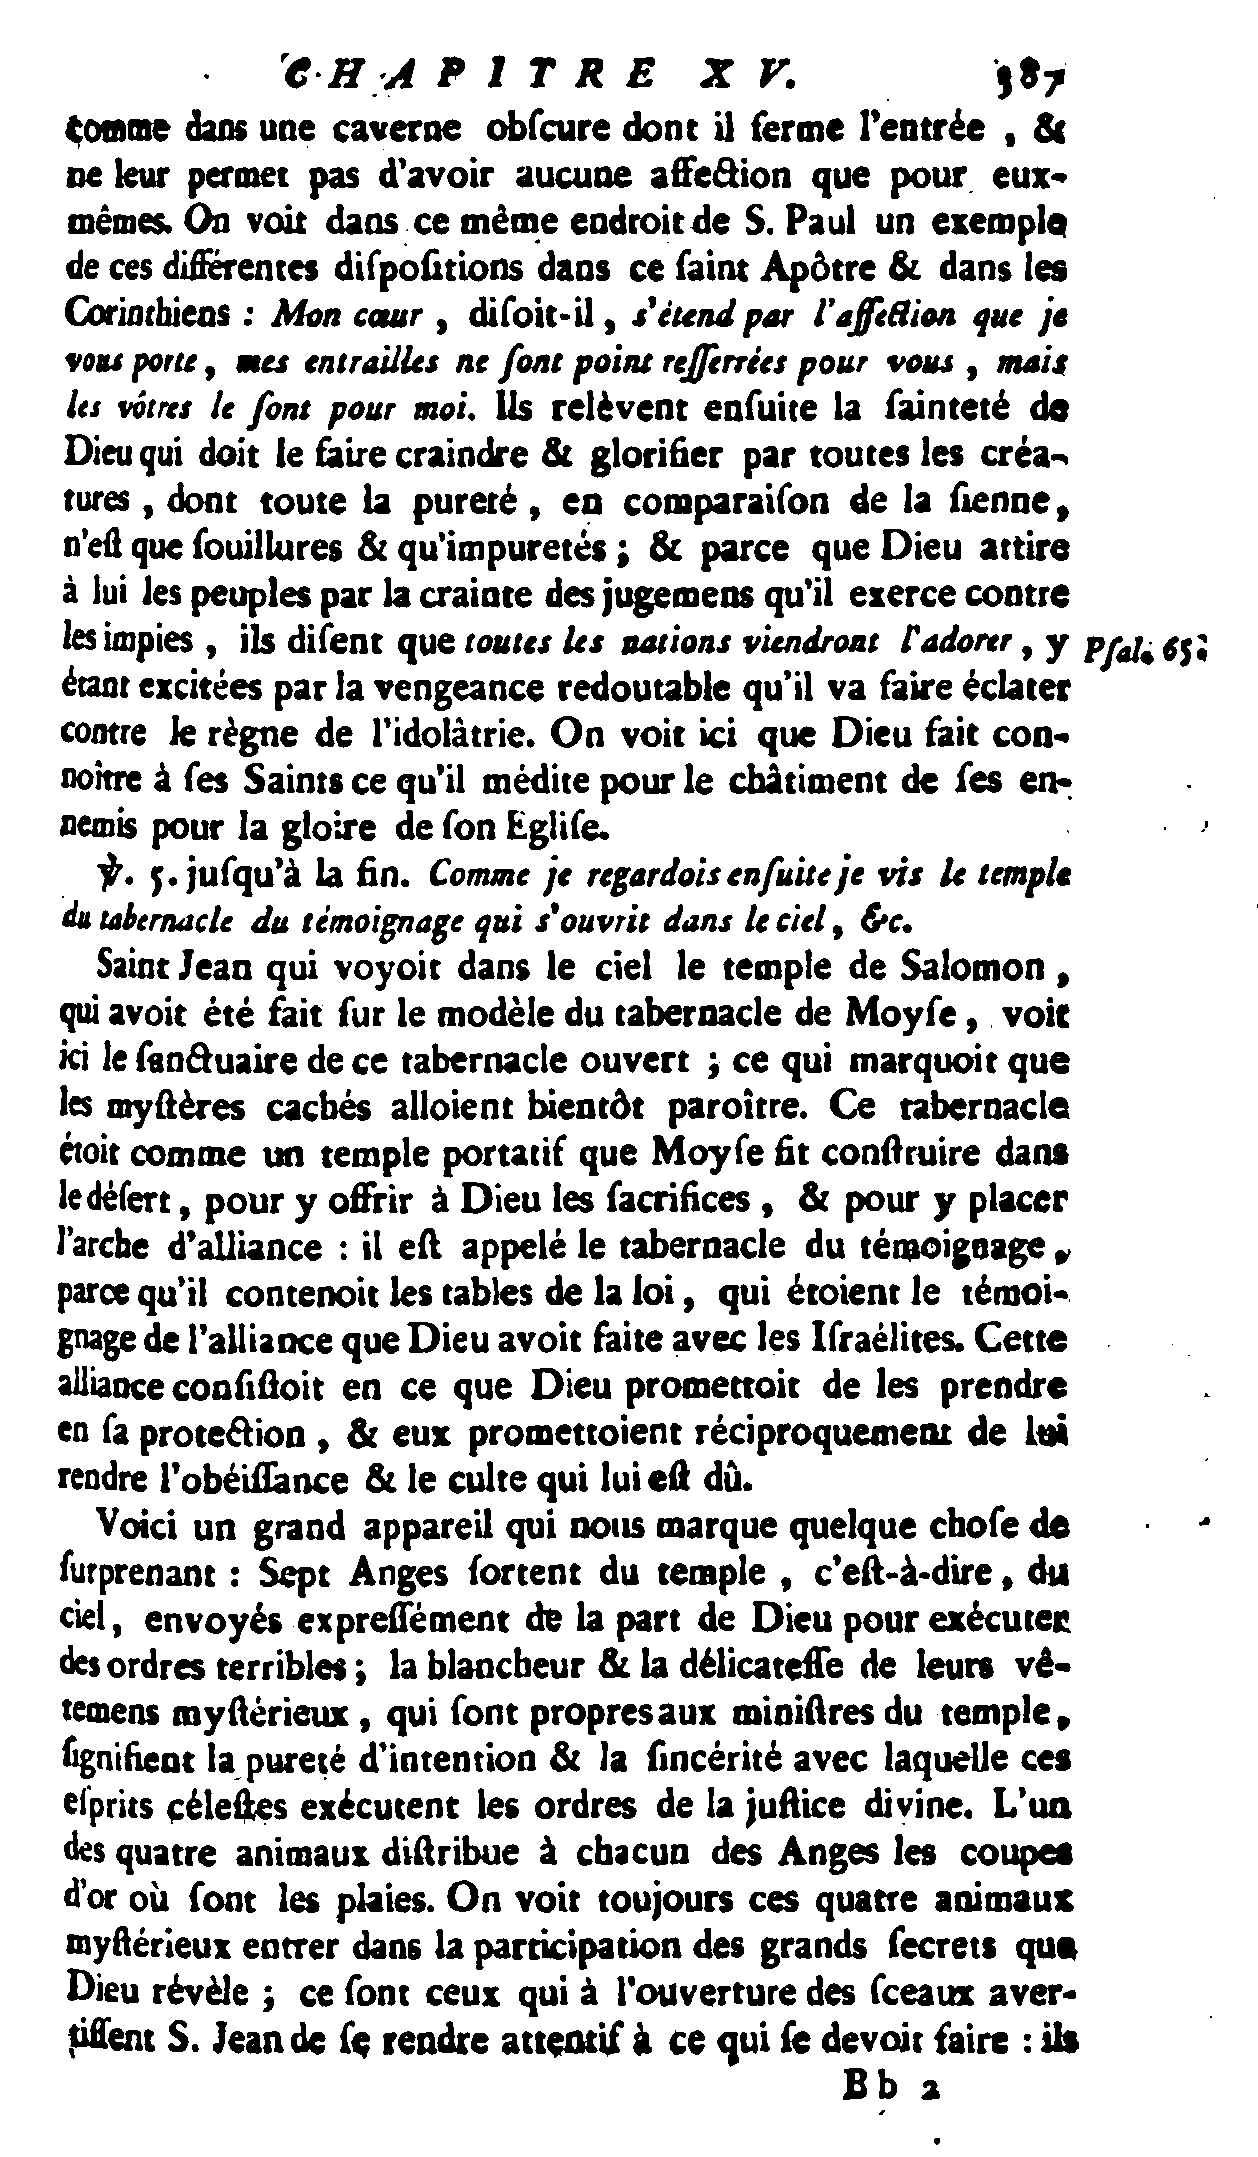 CHAPITRE XV. 387
comme dans une caverne obſcure dont il ferme l'entrée, &
ne leur permet pas d'avoir aucune affection que pour eux-
mêmes. On voit dans ce même endroit de S. Paul un exemple
de ces différentes diſpoſitions dans ce ſaint Apôtre & dans les
Corinthiens : Mon cœur, diſoit-il, s'étend par l'affection que je
vous porte, mes entrailles ne ſont point reſſerrées pour vous, mais
les vôtres le ſont pour moi. Ils relèvent enſuite la ſainteté de
Dieu qui doit le faire craindre & glorifier par toutes les créa-
tures, dont toute la pureté, en comparaiſon de la ſienne,
n'eſt que ſouillures & qu'impuretés ; & parce que Dieu attire
à lui les peuples par la crainte des jugemens qu'il exerce contre
les impies, ils diſent que toutes les nations viendront l'adorer, y
Pſal. 65.
étant excitées par la vengeance redoutable qu'il va faire éclater
contre le règne de l'idolâtrie. On voit ici que Dieu fait con-
noître à ſes Saints ce qu'il médite pour le châtiment de ſes en-
nemis pour la gloire de ſon Egliſe.
℣. 5. juſqu'à la fin. Comme je regardois enſuite je vis le temple
du tabernacle du témoignage qui s'ouvrit dans le ciel, &c.
Saint Jean qui voyoit dans le ciel le temple de Salomon,
qui avoit été fait ſur le modèle du tabernacle de Moyſe, voit
ici le ſanctuaire de ce tabernacle ouvert ; ce qui marquoit que
les myſtères cachés alloient bientôt paroître. Ce tabernacle
étoit comme un temple portatif que Moyſe fit conſtruire dans
le déſert, pour y offrir à Dieu les ſacrifices, & pour y placer
l'arche d'alliance : il eſt appelé le tabernacle du témoignage,
parce qu'il contenoit les tables de la loi, qui étoient le témoi-
gnage de l'alliance que Dieu avoit faite avec les Iſraélites. Cette
alliance conſiſtoit en ce que Dieu promettoit de les prendre
en ſa protection, & eux promettoient réciproquement de lui
rendre l'obéiſſance & le culte qui lui eſt dû.
Voici un grand appareil qui nous marque quelque choſe de
ſurprenant : Sept Anges ſortent du temple, c'eſt-à-dire, du
ciel, envoyés expreſſément de la part de Dieu pour exécuter
des ordres terribles ; la blancheur & la délicateſſe de leurs vê-
temens myſtérieux, qui ſont propres aux miniſtres du temple,
ſignifient la pureté d'intention & la ſincérité avec laquelle ces
eſprits céleſtes exécutent les ordres de la juſtice divine. L'un
des quatre animaux diſtribue à chacun des Anges les coupes
d'or où ſont les plaies. On voit toujours ces quatre animaux
myſtérieux entrer dans la participation des grands ſecrets que
Dieu révèle ; ce ſont ceux qui à l'ouverture des ſceaux aver-
tiſſent S. Jean de ſe rendre attentif à ce qui ſe devoit faire : ils
Bb 2